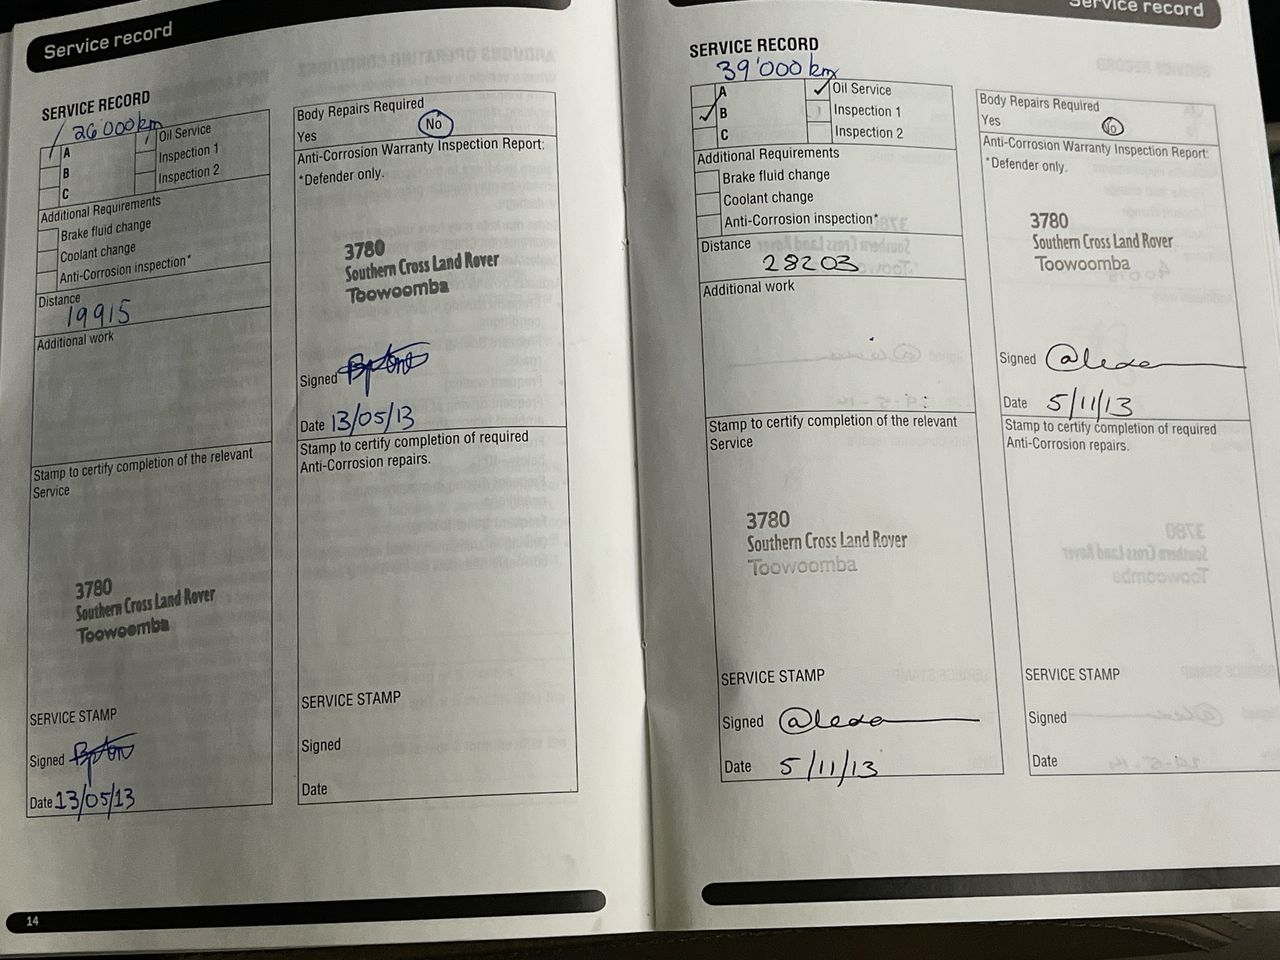 Service record
SERVICE RECORD
26'000km
A
B
C
Oil Service
Inspection 1
Inspection 2
Additional Requirements
Brake fluid change
Coolant change
Anti-Corrosion inspection*
Distance
19915
Additional work
Stamp to certify completion of the relevant
Service
3780
Southern Cross Land Rover
Toowoomba
SERVICE STAMP
Signed
Date 13/05/13
Body Repairs Required
Yes
No
Anti-Corrosion Warranty Inspection Report:
*Defender only.
3780
Southern Cross Land Rover
Toowoomba
Signed
Date 13/05/13
Stamp to certify completion of required
Anti-Corrosion repairs.
SERVICE STAMP
Signed
Date
14
Service record
SERVICE RECORD
39'000km
A
B
C
Oil Service
Inspection 1
Inspection 2
Additional Requirements
Brake fluid change
Coolant change
Anti-Corrosion inspection*
Distance
28203
Additional work
Stamp to certify completion of the relevant
Service
3780
Southern Cross Land Rover
Toowoomba
SERVICE STAMP
Signed
Date 5/11/13
Body Repairs Required
Yes
No
Anti-Corrosion Warranty Inspection Report:
*Defender only.
3780
Southern Cross Land Rover
Toowoomba
Signed
Date 5/11/13
Stamp to certify completion of required
Anti-Corrosion repairs.
SERVICE STAMP
Signed
Date